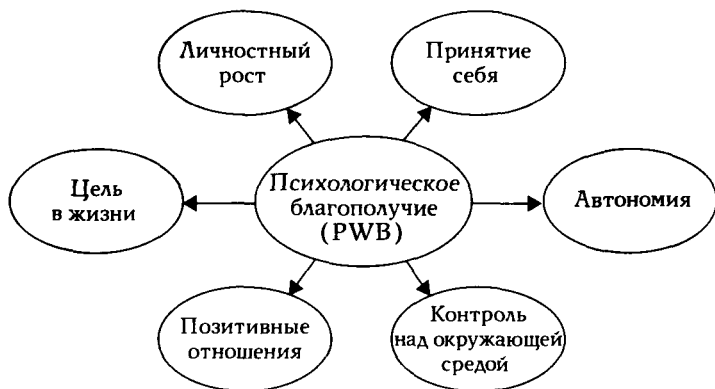 Личностный
рост
Принятие
себя
Цель
в жизни
Психологическое
благополучие
(PWB)
Автономия
Позитивные
отношения
Контроль
над окружающей
средой